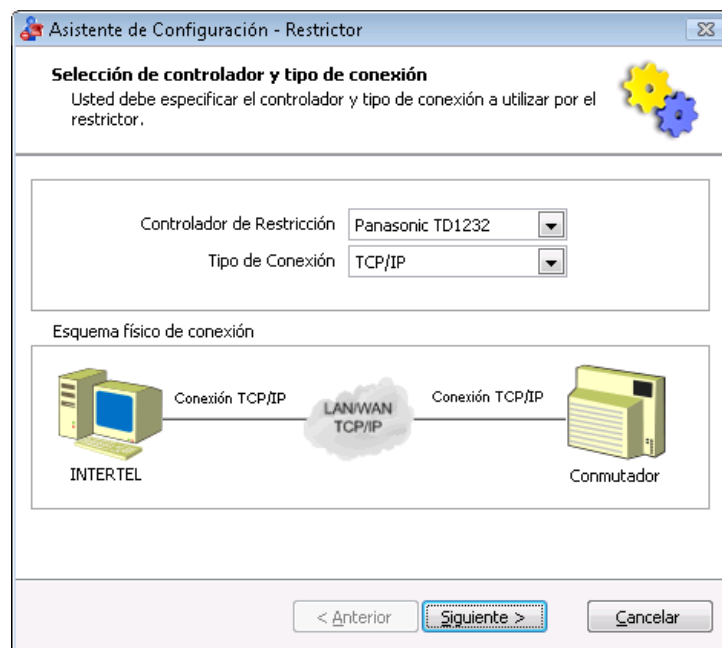 Asistente de Configuración - Restrictor
Selección de controlador y tipo de conexión
Usted debe especificar el controlador y tipo de conexión a utilizar por el
restrictor.
Controlador de Restricción Panasonic TD1232
Tipo de Conexión TCP/IP
Esquema físico de conexión
Conexión TCP/IP
LAN/WAN
TCP/IP
Conexión TCP/IP
INTERTEL
Conmutador
< Anterior Siguiente > Cancelar